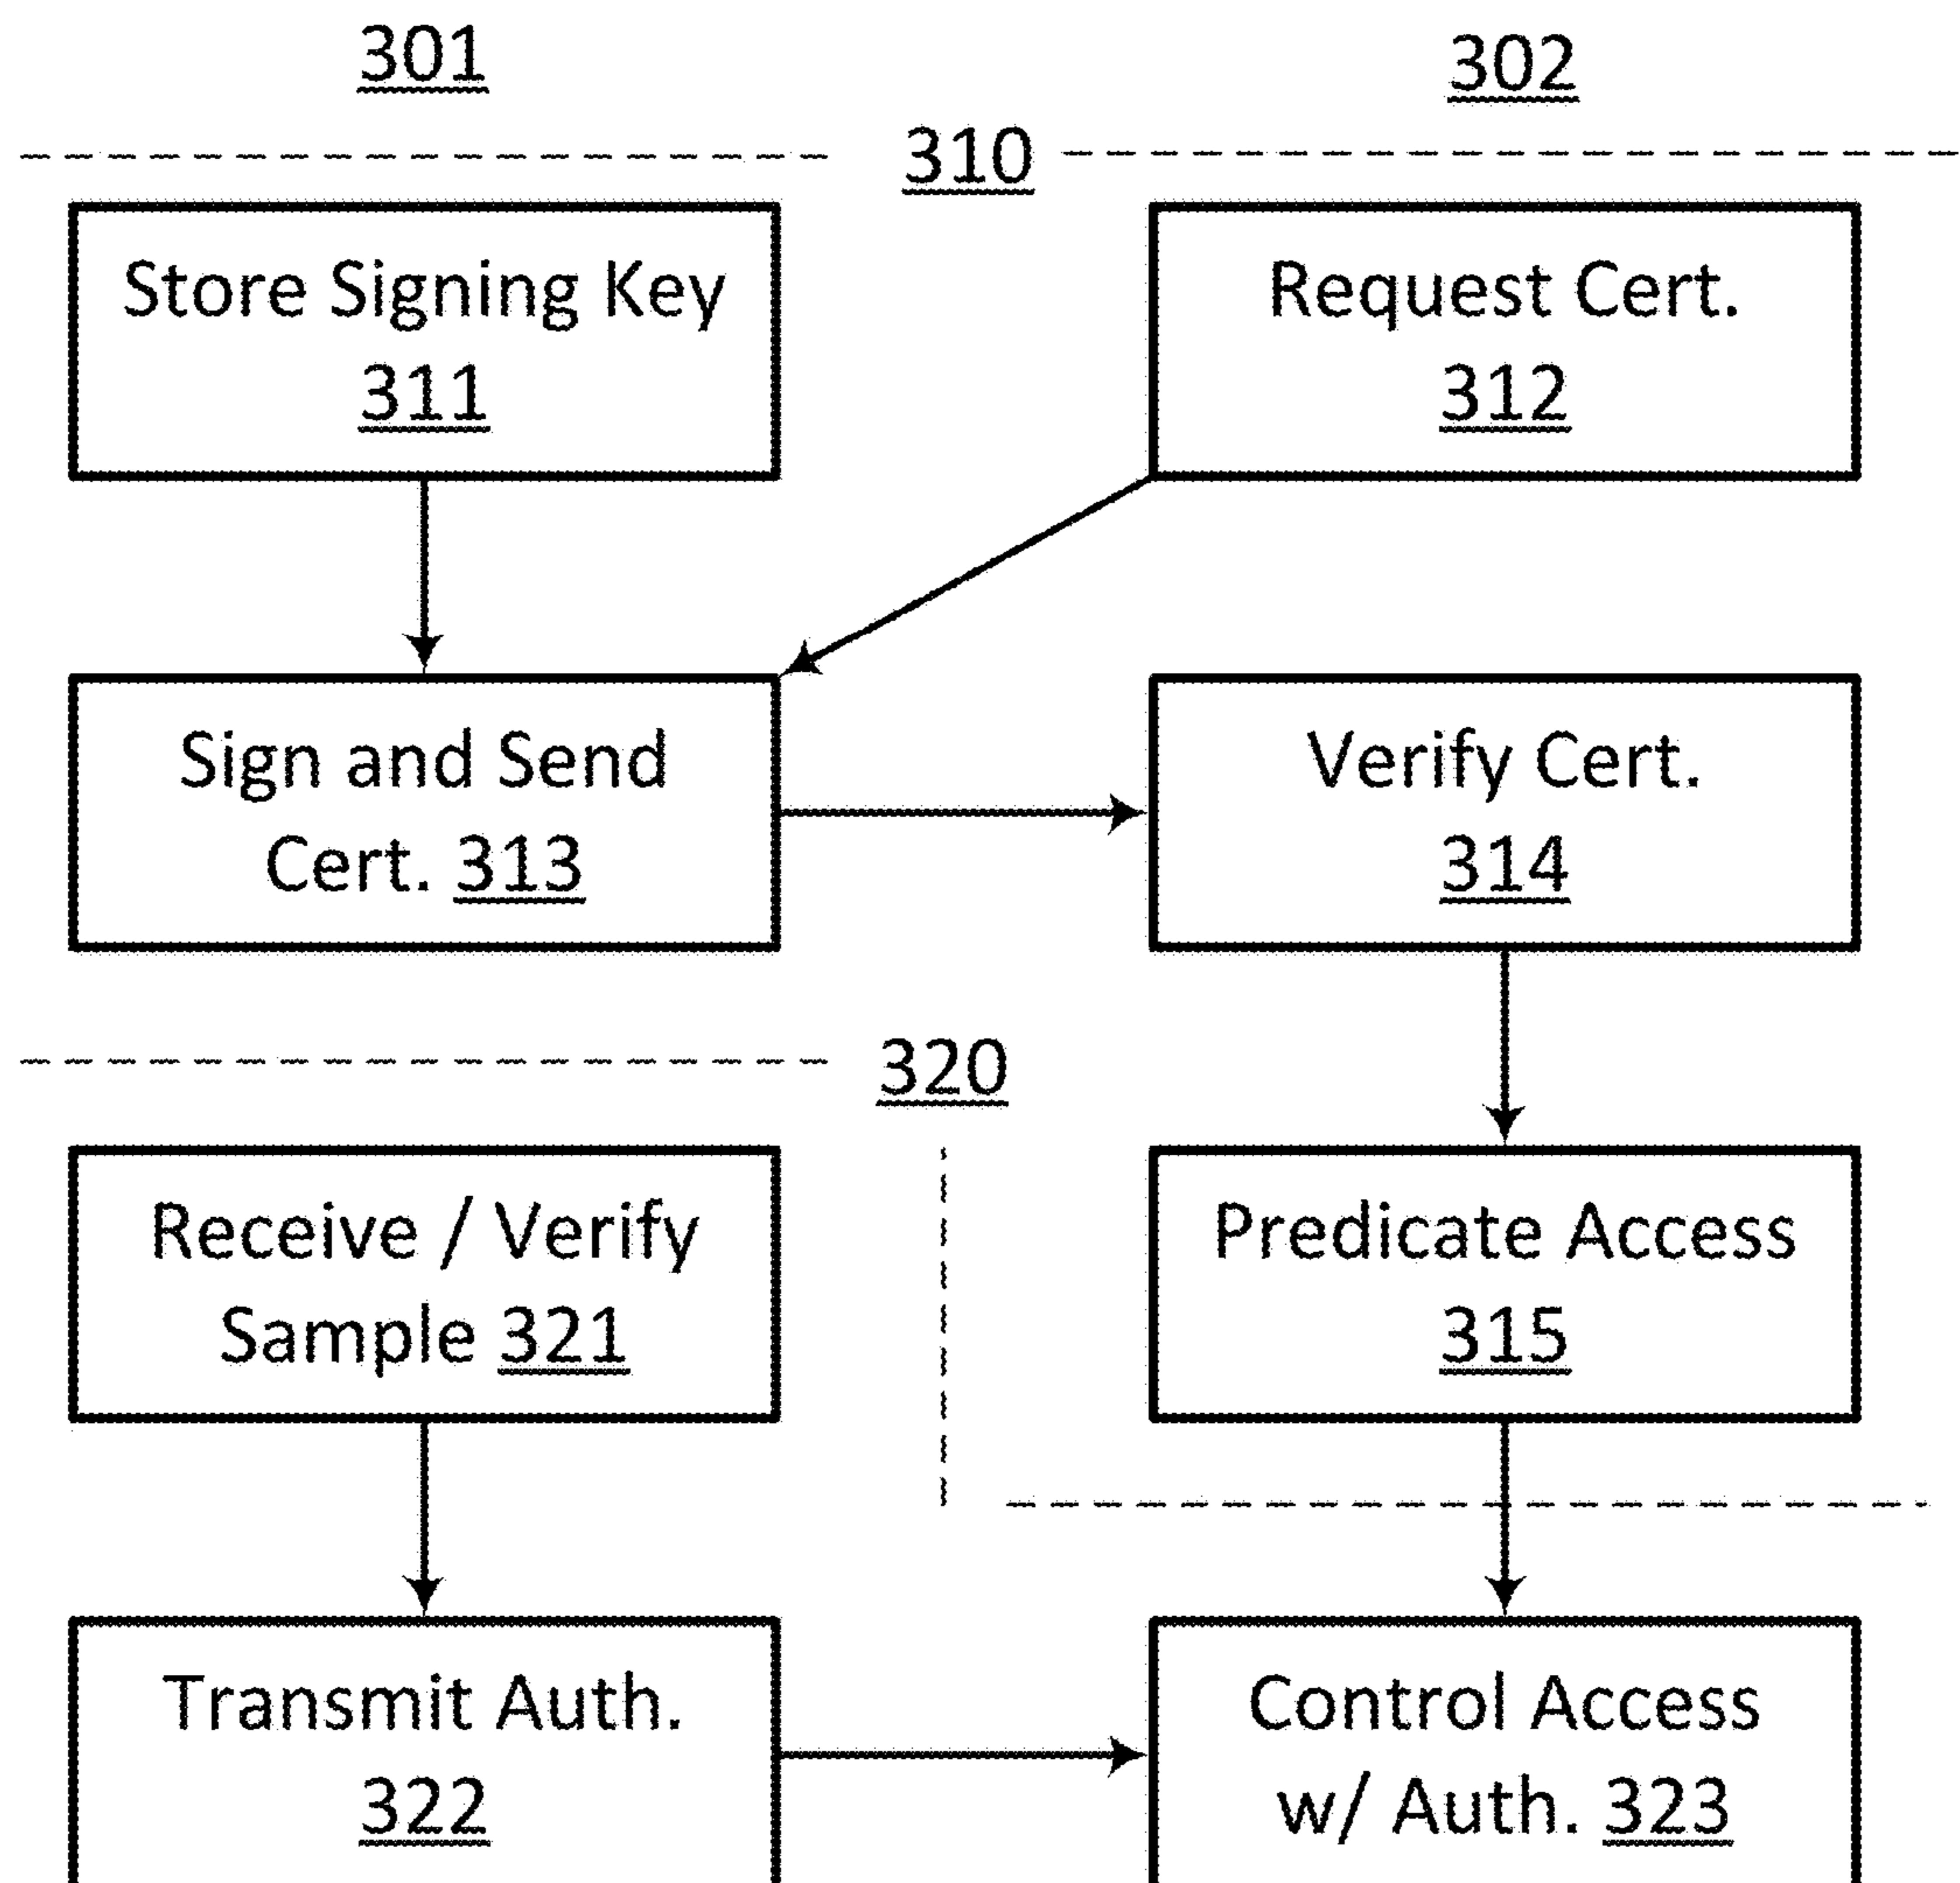 301
302
310
Store Signing Key
311
Request Cert.
312
Sign and Send
Cert. 313
Verify Cert.
314
320
Receive / Verify
Sample 321
Predicate Access
315
Transmit Auth.
322
Control Access
w/ Auth. 323